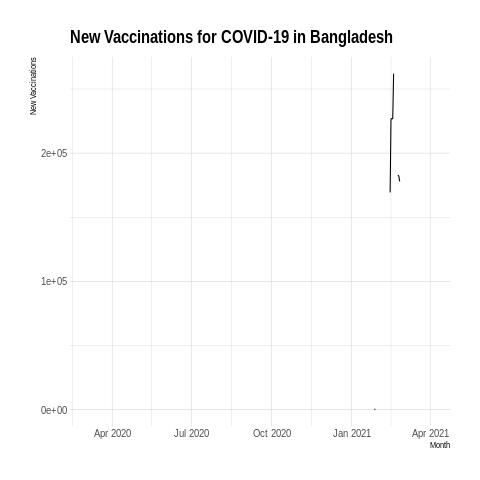 New Vaccinations for COVID-19 in Bangladesh
New Vaccinations
2e+05
1e+05
0e+00
Apr 2020 Jul 2020 Oct 2020 Jan 2021 Apr 2021
Month